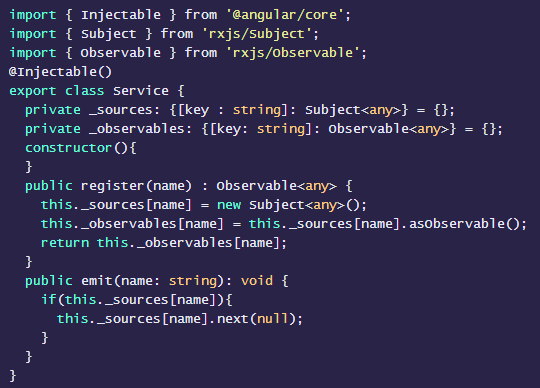 import { Injectable } from '@angular/core';
import { Subject } from 'rxjs/Subject';
import { Observable } from 'rxjs/Observable';
@Injectable()
export class Service {
  private _sources: {[key : string]: Subject<any>} = {};
  private _observables: {[key: string]: Observable<any>} = {};
  constructor(){
  }
  public register(name) : Observable<any> {
    this._sources[name] = new Subject<any>();
    this._observables[name] = this._sources[name].asObservable();
    return this._observables[name];
  }
  public emit(name: string): void {
    if(this._sources[name]){
      this._sources[name].next(null);
    }
  }
}